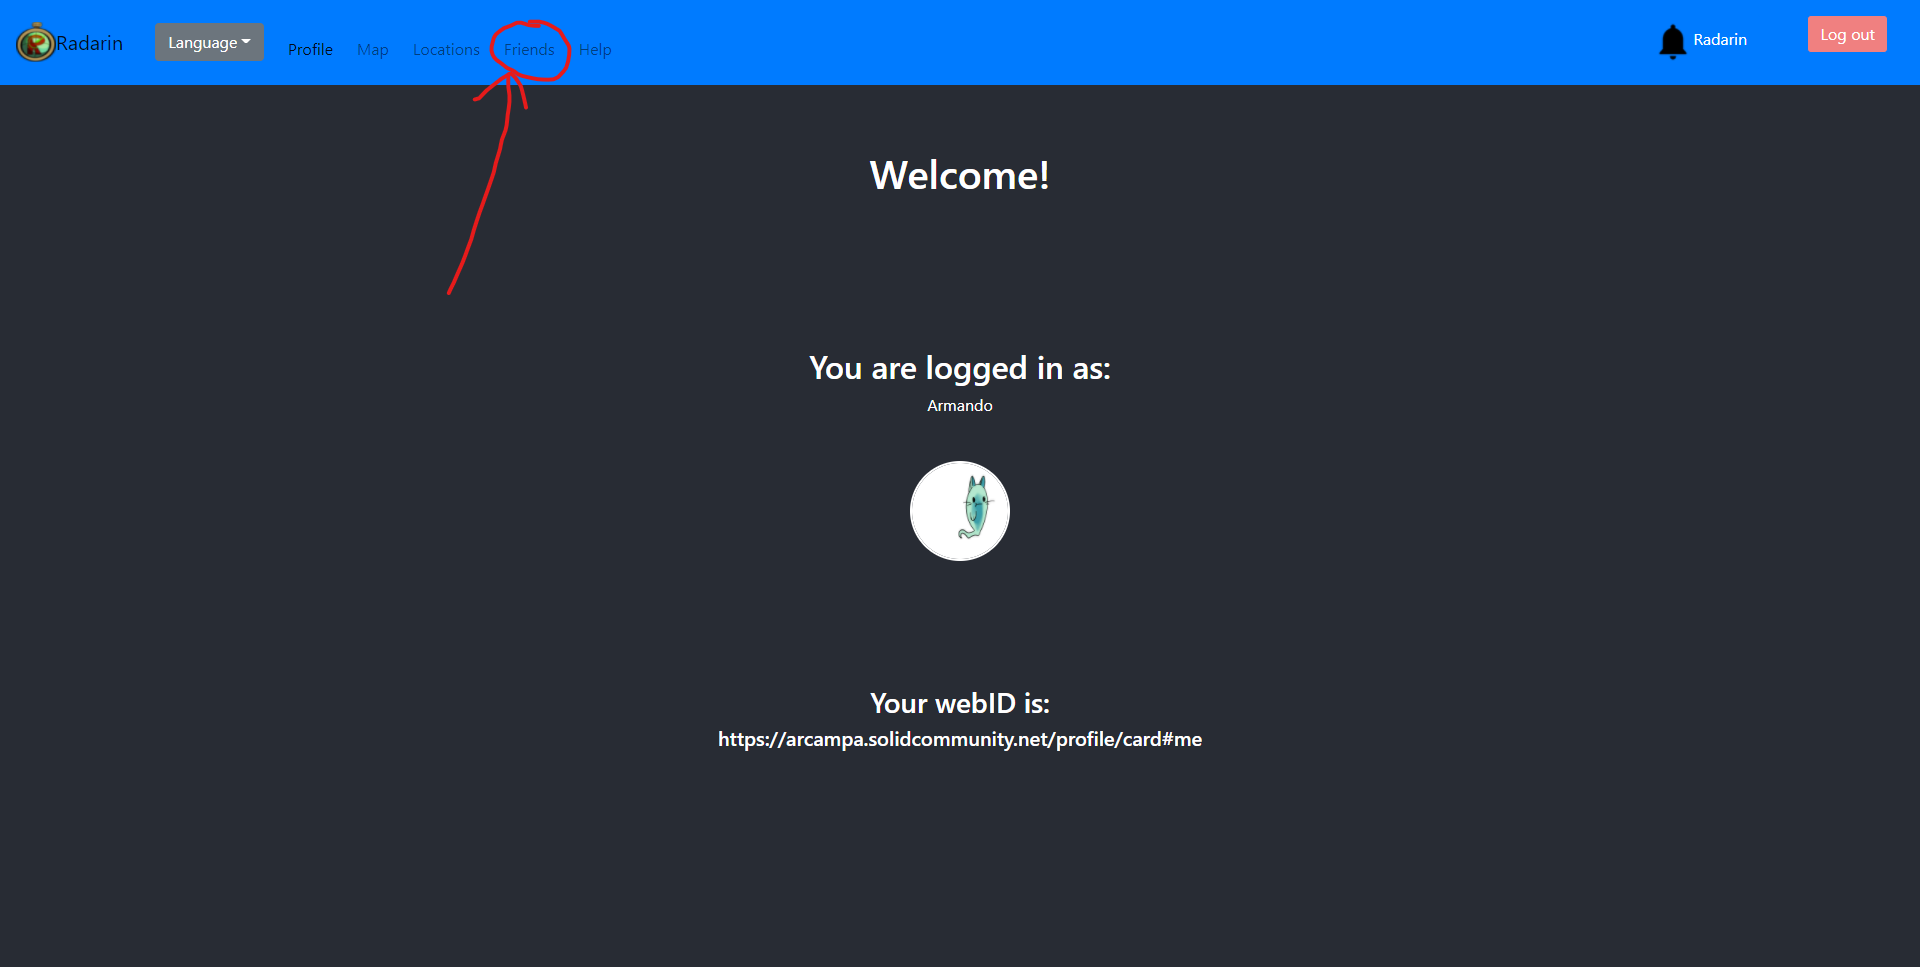 Radarin Language Profile Map Locations Friends Help Radarin Log out
Welcome!
You are logged in as:
Armando
Your webID is:
https://arcampa.solidcommunity.net/profile/card#me